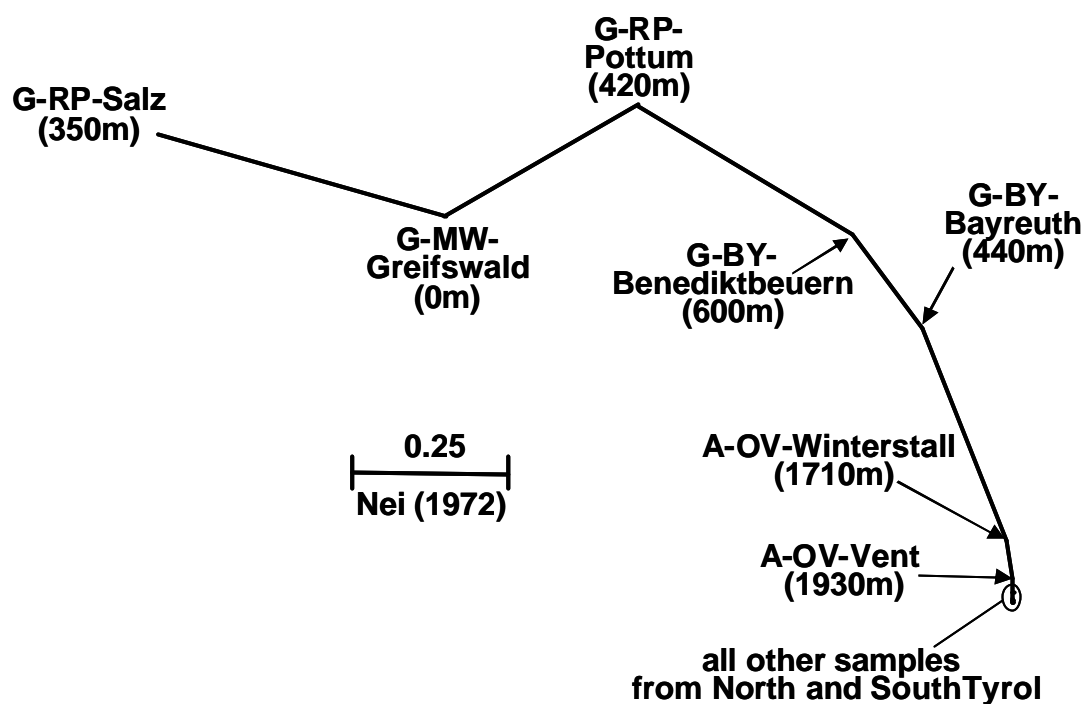 G-RP-
Pottum
(420m)
G-RP-Salz
(350m)
G-BY-
Bayreuth
(440m)
G-MW-
Greifswald
(0m)
G-BY-
Benediktbeuern
(600m)
0.25
Nei (1972)
A-OV-Winterstall
(1710m)
A-OV-Vent
(1930m)
all other samples
from North and SouthTyrol